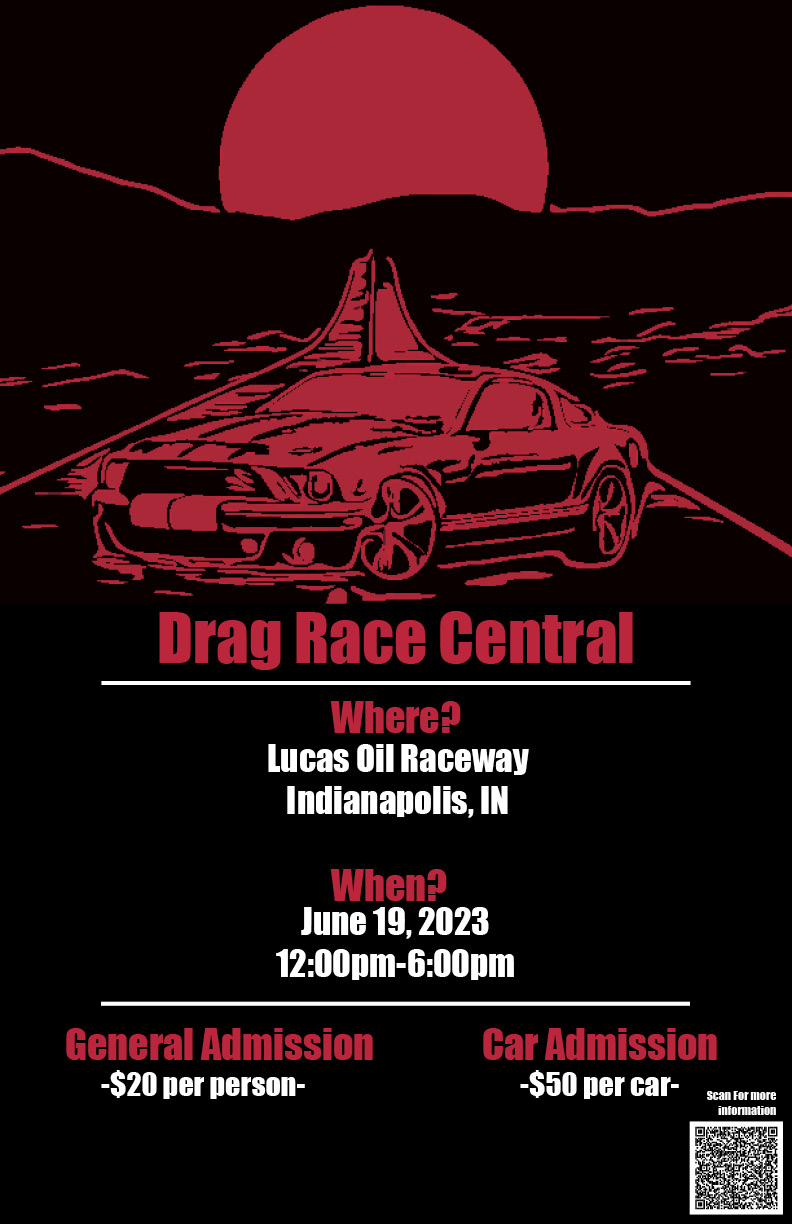 Drag Race Central
Where?
Lucas Oil Raceway
Indianapolis, IN
When?
June 19, 2023
12:00pm-6:00pm
General Admission
-$20 per person-
Car Admission
-$50 per car-
Scan For more
information